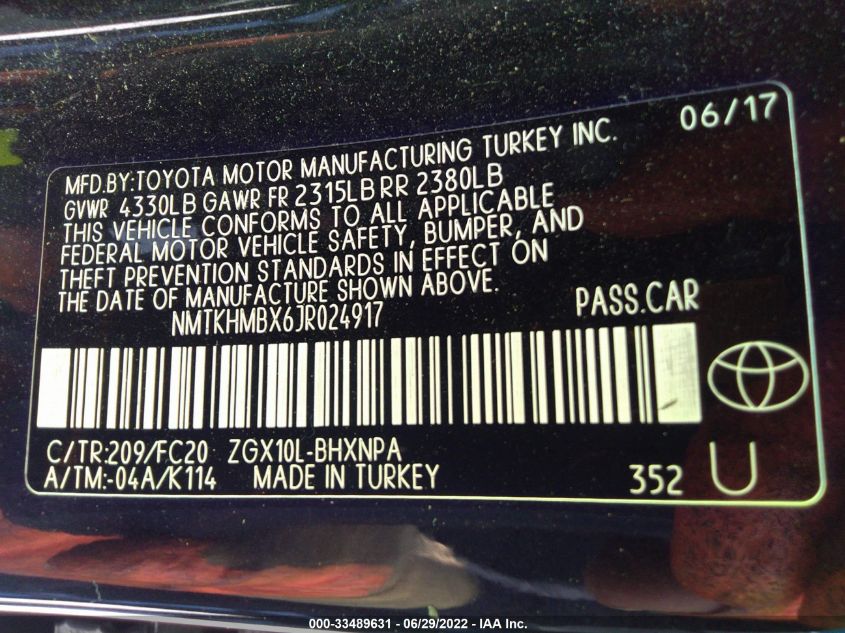 06/17
MFD.BY:TOYOTA MOTOR MANUFACTURING TURKEY INC.
GVWR 4330LB GAWR FR 2315LB RR 2380LB
THIS VEHICLE CONFORMS TO ALL APPLICABLE
FEDERAL MOTOR VEHICLE SAFETY, BUMPER, AND
THEFT PREVENTION STANDARDS IN EFFECT ON
THE DATE OF MANUFACTURE SHOWN ABOVE.
NMTKHMBX6JR024917 PASS.CAR
C/TR:209/FC20 ZGX10L-BHXNPA
A/TM:-04A/K114 MADE IN TURKEY 352 U
000-33489631 - 06/29/2022 - IAA Inc.